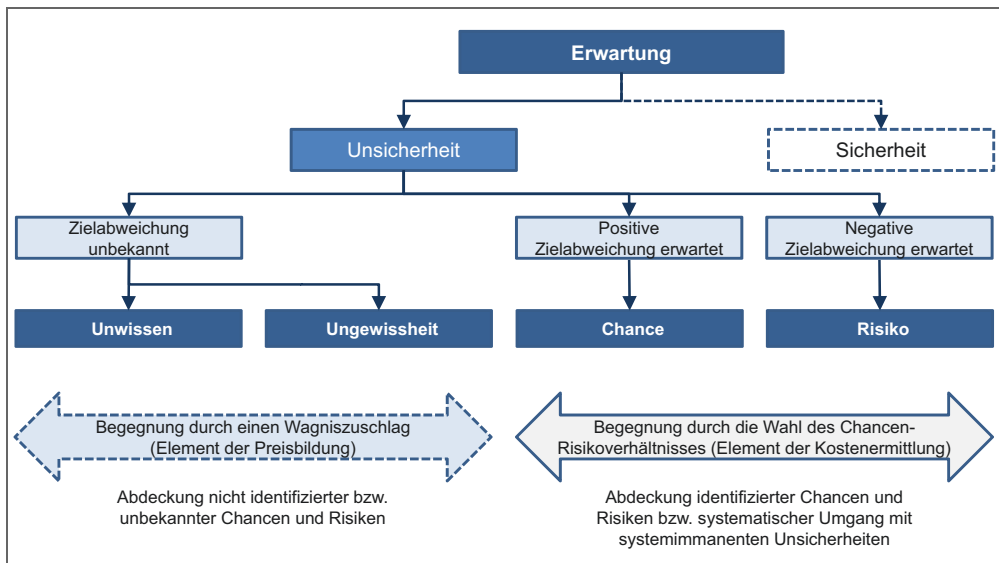 Erwartung
Unsicherheit
Sicherheit
Zielabweichung
unbekannt
Positive
Zielabweichung erwartet
Negative
Zielabweichung erwartet
Unwissen
Ungewissheit
Chance
Risiko
Begegnung durch einen Wagniszuschlag
(Element der Preisbildung)
Begegnung durch die Wahl des Chancen-
Risikoverhältnisses (Element der Kostenermittlung)
Abdeckung nicht identifizierter bzw.
unbekannter Chancen und Risiken
Abdeckung identifizierter Chancen und
Risiken bzw. systematischer Umgang mit
systemimmanenten Unsicherheiten